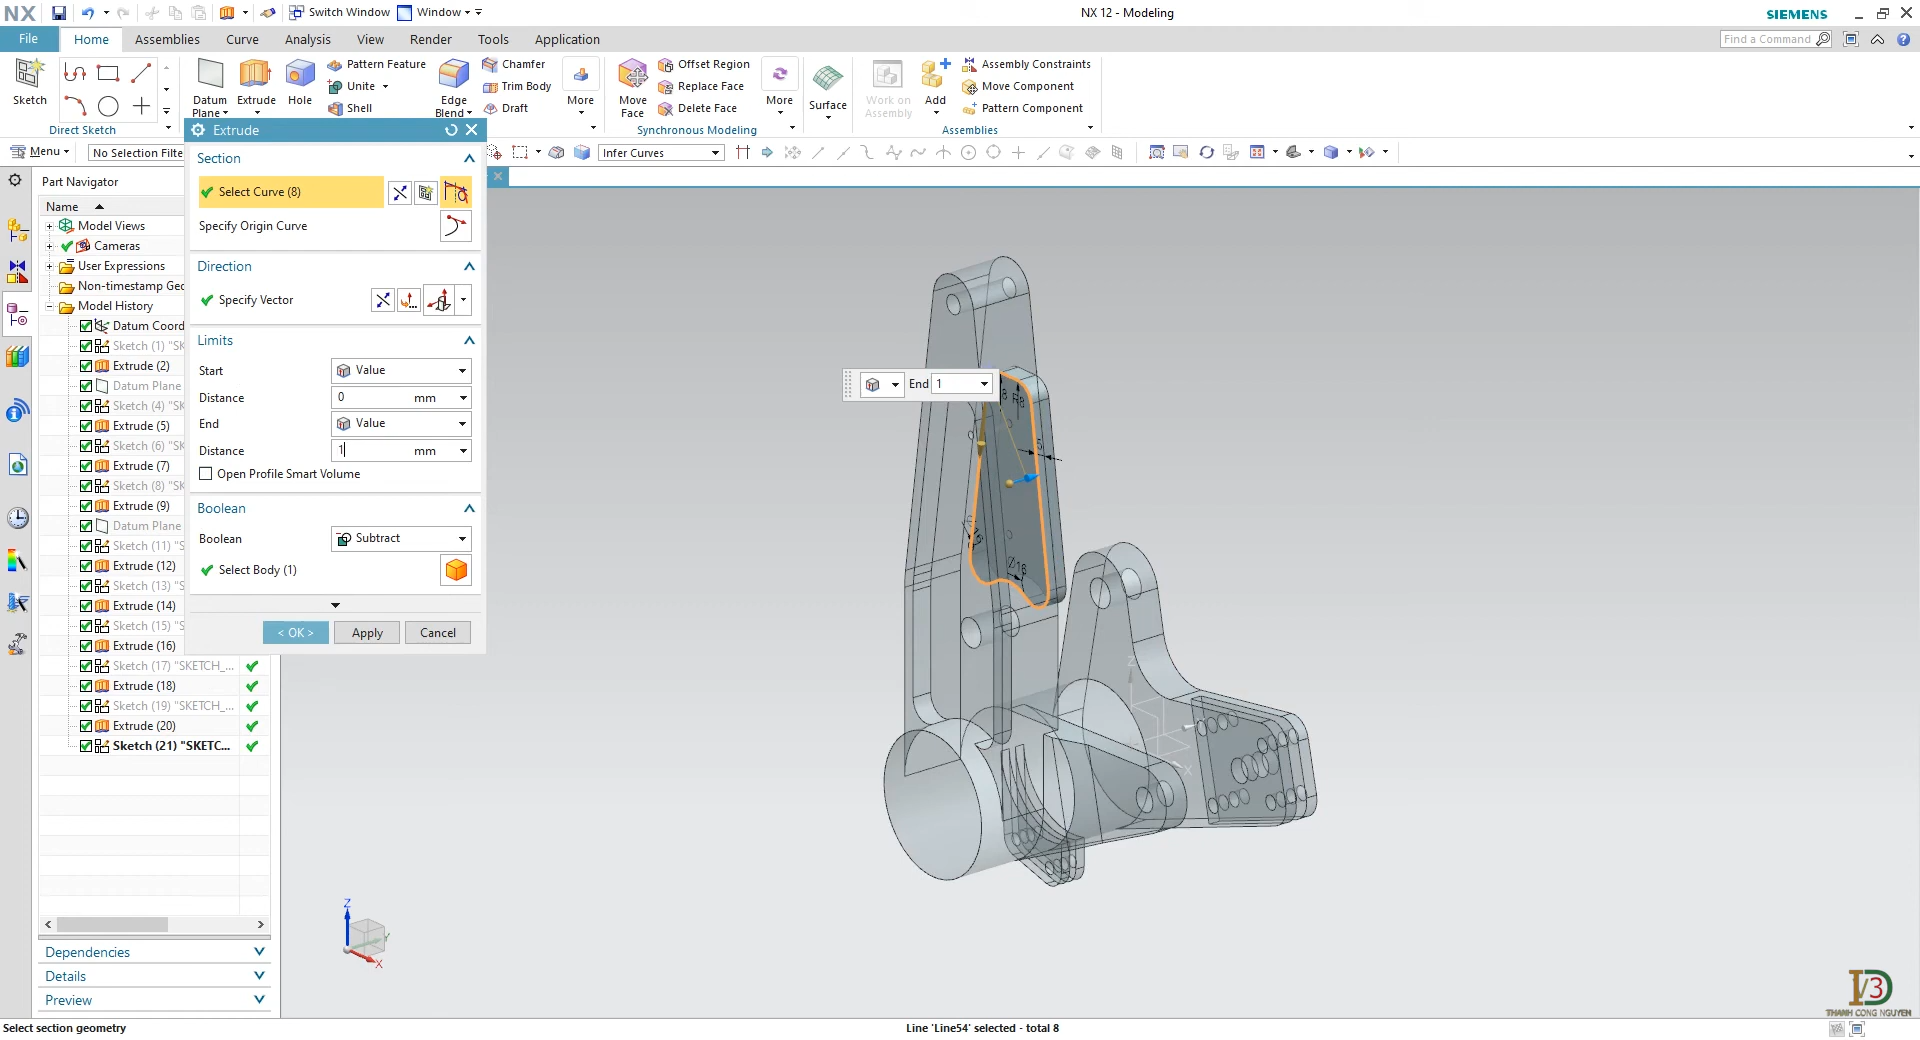 NX
Switch Window
Window
NX 12 - Modeling
SIEMENS
File
Home
Assemblies
Curve
Analysis
View
Render
Tools
Application
Find a Command
Sketch
Direct Sketch
Datum Plane
Extrude
Hole
Pattern Feature
Unite
Shell
Edge Blend
Chamfer
Trim Body
Draft
More
Move Face
Offset Region
Replace Face
Delete Face
More
Synchronous Modeling
Surface
Work on Assembly
Add
Assembly Constraints
Move Component
Pattern Component
Assemblies
Menu
No Selection Filte
Infer Curves
Extrude
Section
Select Curve (8)
Specify Origin Curve
Direction
Specify Vector
Limits
Start
Value
Distance
0 mm
End
Value
Distance
1 mm
Open Profile Smart Volume
Boolean
Boolean
Subtract
Select Body (1)
< OK >
Apply
Cancel
Part Navigator
Name
Model Views
Cameras
User Expressions
Non-timestamp Geo
Model History
Datum Coord
Sketch (1) "SK
Extrude (2)
Datum Plane
Sketch (4) "SK
Extrude (5)
Sketch (6) "SK
Extrude (7)
Sketch (8) "SK
Extrude (9)
Datum Plane
Sketch (11) "S
Extrude (12)
Sketch (13) "S
Extrude (14)
Sketch (15) "S
Extrude (16)
Sketch (17) "SKETCH_...
Extrude (18)
Sketch (19) "SKETCH_...
Extrude (20)
Sketch (21) "SKETC...
Dependencies
Details
Preview
End 1
8
R8
5
Ø16
Z
X
Z
Y
X
THANH CONG NGUYEN
Select section geometry
Line 'Line54' selected - total 8